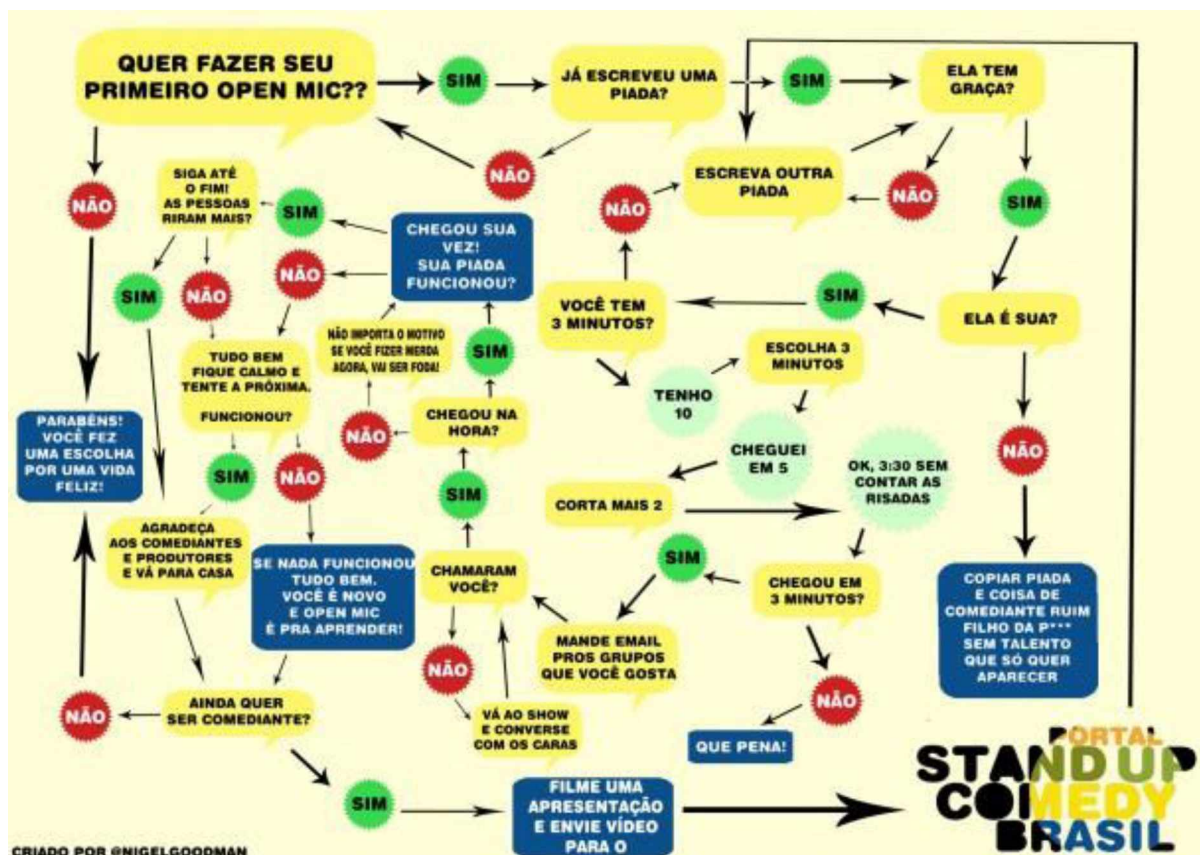 QUER FAZER SEU
PRIMEIRO OPEN MIC??
SIM
JÁ ESCREVEU UMA
PIADA?
SIM
ELA TEM
GRAÇA?
NÃO
NÃO
ESCREVA OUTRA
PIADA
NÃO
SIM
SIGA ATÉ
O FIM!
AS PESSOAS
RIRAM MAIS?
SIM
CHEGOU SUA
VEZ!
SUA PIADA
FUNCIONOU?
NÃO
SIM
NÃO
NÃO
VOCÊ TEM
3 MINUTOS?
SIM
ELA É SUA?
NÃO IMPORTA O MOTIVO
SE VOCÊ FIZER MERDA
AGORA, VAI SER FODA!
SIM
ESCOLHA 3
MINUTOS
TENHO
10
TUDO BEM
FIQUE CALMO E
TENTE A PRÓXIMA.
FUNCIONOU?
PARABÉNS!
VOCÊ FEZ
UMA ESCOLHA
POR UMA VIDA
FELIZ!
CHEGOU NA
HORA?
NÃO
CHEGUEI
EM 5
NÃO
SIM
NÃO
SIM
CORTA MAIS 2
OK, 3:30 SEM
CONTAR AS
RISADAS
AGRADEÇA
AOS COMEDIANTES
E PRODUTORES
E VÁ PARA CASA
SE NADA FUNCIONOU
TUDO BEM.
VOCÊ É NOVO
E OPEN MIC
É PRA APRENDER!
CHAMARAM
VOCÊ?
SIM
CHEGOU EM
3 MINUTOS?
COPIAR PIADA
E COISA DE
COMEDIANTE RUIM
FILHO DA P***
SEM TALENTO
QUE SÓ QUER
APARECER
MANDE EMAIL
PROS GRUPOS
QUE VOCÊ GOSTA
NÃO
NÃO
NÃO
AINDA QUER
SER COMEDIANTE?
VÁ AO SHOW
E CONVERSE
COM OS CARAS
QUE PENA!
SIM
FILME UMA
APRESENTAÇÃO
E ENVIE VÍDEO
PARA O
PORTAL
STAND UP
COMEDY
BRASIL
CRIADO POR @NIGELGOODMAN